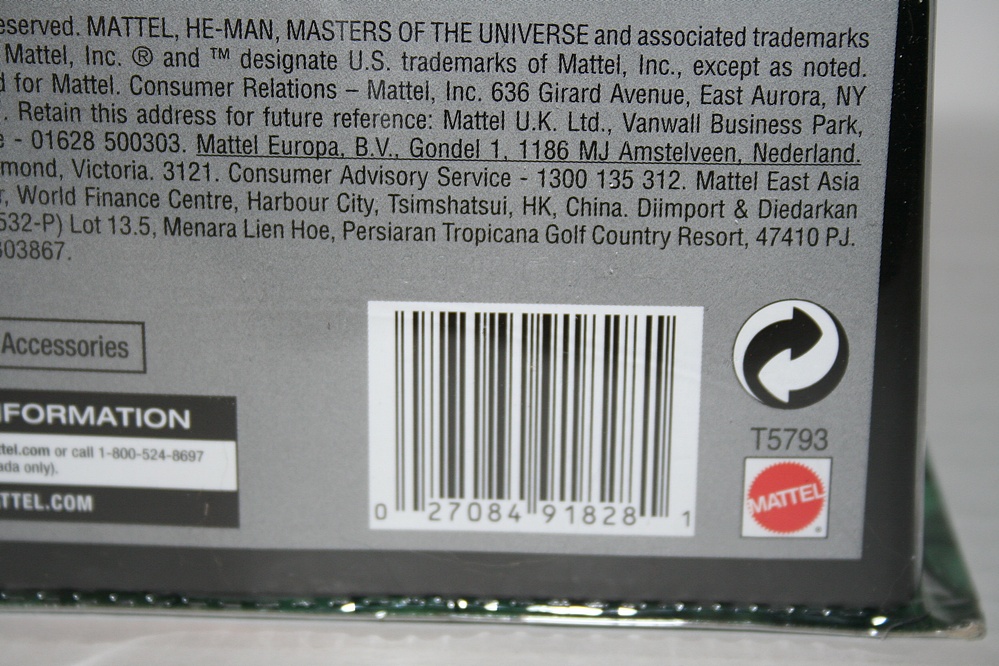 eserved. MATTEL, HE-MAN, MASTERS OF THE UNIVERSE and associated trademarks
Mattel, Inc. ® and ™ designate U.S. trademarks of Mattel, Inc., except as noted.
d for Mattel. Consumer Relations – Mattel, Inc. 636 Girard Avenue, East Aurora, NY
. Retain this address for future reference: Mattel U.K. Ltd., Vanwall Business Park,
e - 01628 500303. Mattel Europa, B.V., Gondel 1, 1186 MJ Amstelveen, Nederland.
mond, Victoria. 3121. Consumer Advisory Service - 1300 135 312. Mattel East Asia
r, World Finance Centre, Harbour City, Tsimshatsui, HK, China. Diimport & Diedarkan
532-P) Lot 13.5, Menara Lien Hoe, Persiaran Tropicana Golf Country Resort, 47410 PJ.
803867.
Accessories
NFORMATION
ttel.com or call 1-800-524-8697
ada only).
TTEL.COM
0 27084 91828 1
T5793
MATTEL